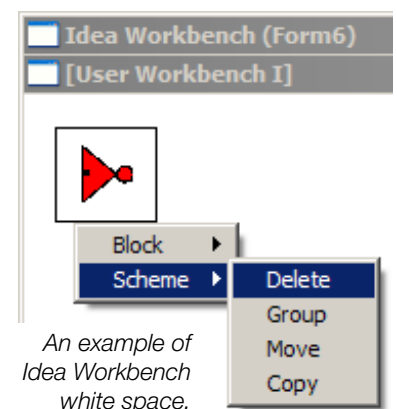 Idea Workbench (Form6)
[User Workbench I]
Block
Scheme
Delete
Group
Move
Copy
An example of
Idea Workbench
white space.